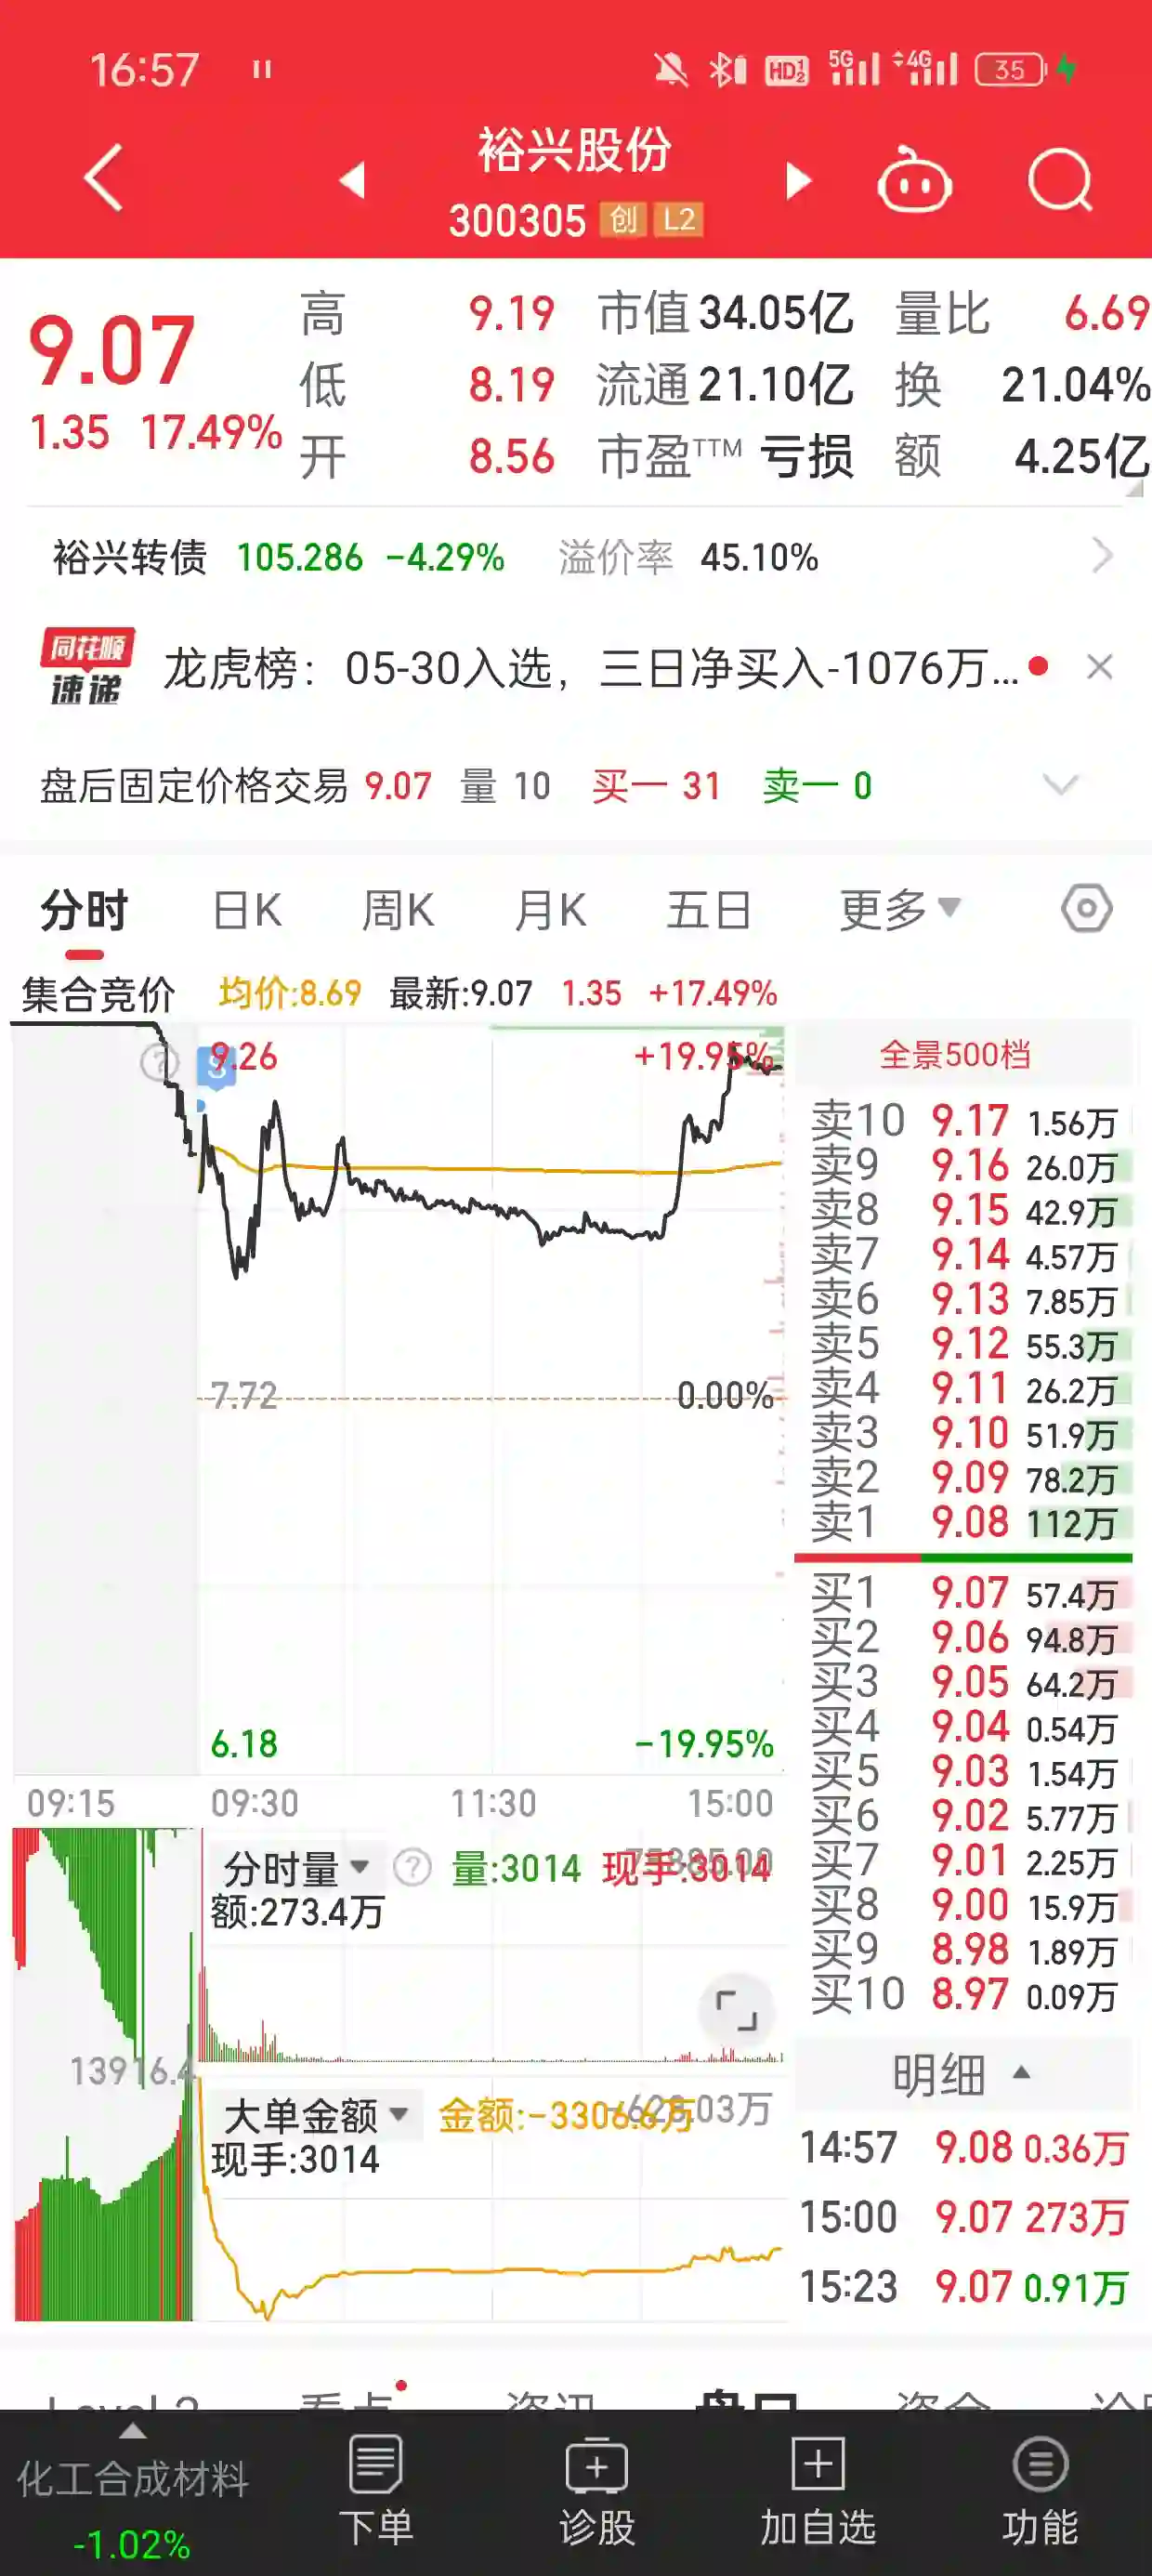 16:57 HD 1 2 5G 4G 35
裕兴股份
300305 创 L2
9.07
1.35 17.49%
高 9.19 市值 34.05亿 量比 6.69
低 8.19 流通 21.10亿 换 21.04%
开 8.56 市盈TTM 亏损 额 4.25亿
裕兴转债 105.286 -4.29% 溢价率 45.10%
同花顺
速递
龙虎榜：05-30入选，三日净买入-1076万...
盘后固定价格交易 9.07 量 10 买一 31 卖一 0
分时 日K 周K 月K 五日 更多
集合竞价 均价:8.69 最新:9.07 1.35 +17.49%
? S 9.26 +19.95%
7.72 0.00%
6.18 -19.95%
09:15 09:30 11:30 15:00
分时量 ? 量:3014 现手:3014
额:273.4万
13916.4
大单金额 金额:-3306.6万
现手:3014
全景500档
卖10 9.17 1.56万
卖9 9.16 26.0万
卖8 9.15 42.9万
卖7 9.14 4.57万
卖6 9.13 7.85万
卖5 9.12 55.3万
卖4 9.11 26.2万
卖3 9.10 51.9万
卖2 9.09 78.2万
卖1 9.08 112万
买1 9.07 57.4万
买2 9.06 94.8万
买3 9.05 64.2万
买4 9.04 0.54万
买5 9.03 1.54万
买6 9.02 5.77万
买7 9.01 2.25万
买8 9.00 15.9万
买9 8.98 1.89万
买10 8.97 0.09万
明细
14:57 9.08 0.36万
15:00 9.07 273万
15:23 9.07 0.91万
看点 资讯 盘口 资金
化工合成材料
-1.02%
下单 诊股 加自选 功能